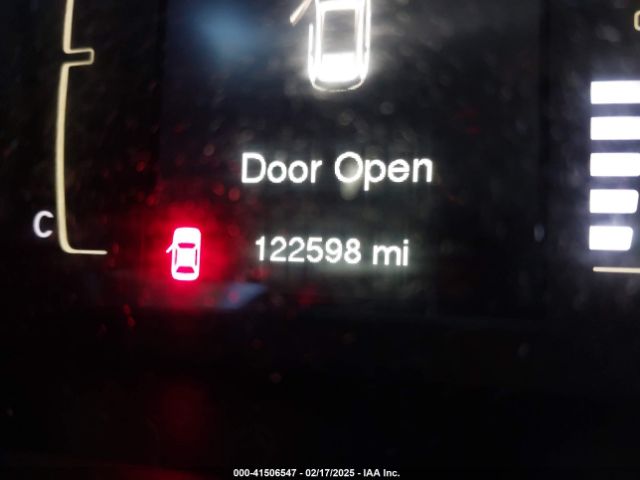 Door Open
C
122598 mi
000-41506547 - 02/17/2025 - IAA Inc.